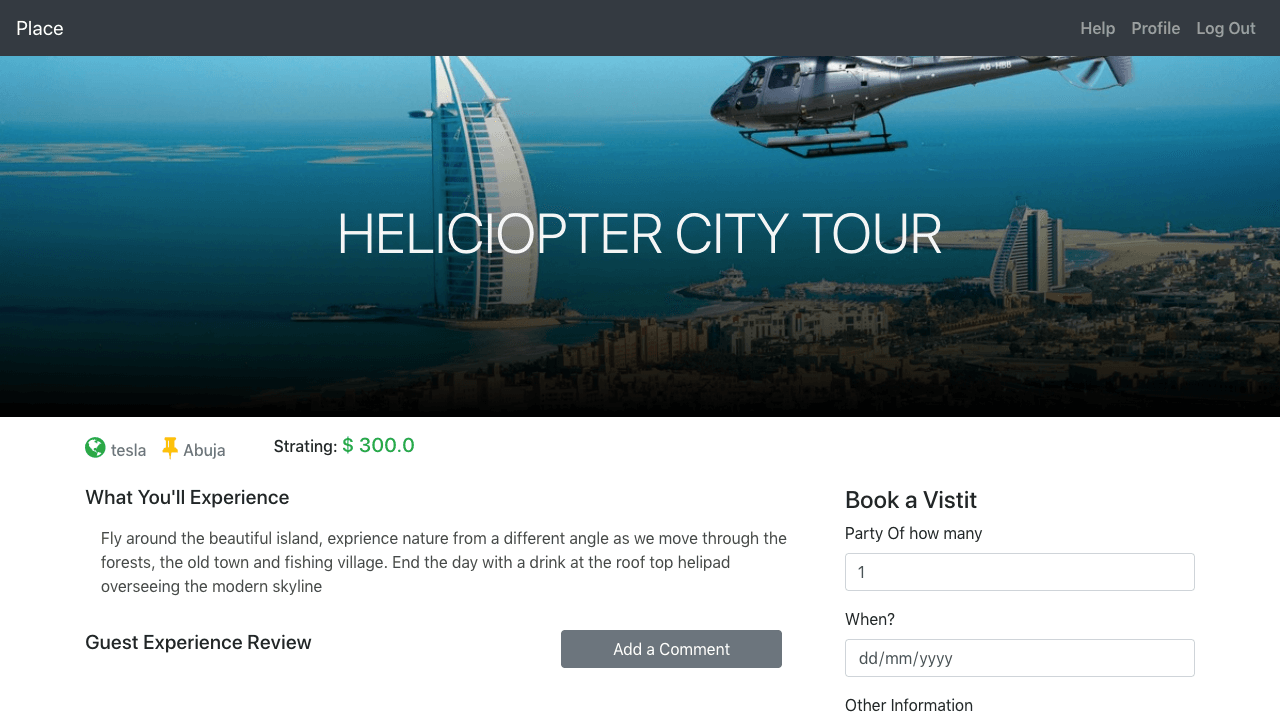 Place
Help Profile Log Out
A6-HBB
HELICIOPTER CITY TOUR
tesla Abuja Strating: $ 300.0
What You'll Experience
Fly around the beautiful island, exprience nature from a different angle as we move through the
forests, the old town and fishing village. End the day with a drink at the roof top helipad
overseeing the modern skyline
Guest Experience Review
Add a Comment
Book a Vistit
Party Of how many
1
When?
dd/mm/yyyy
Other Information